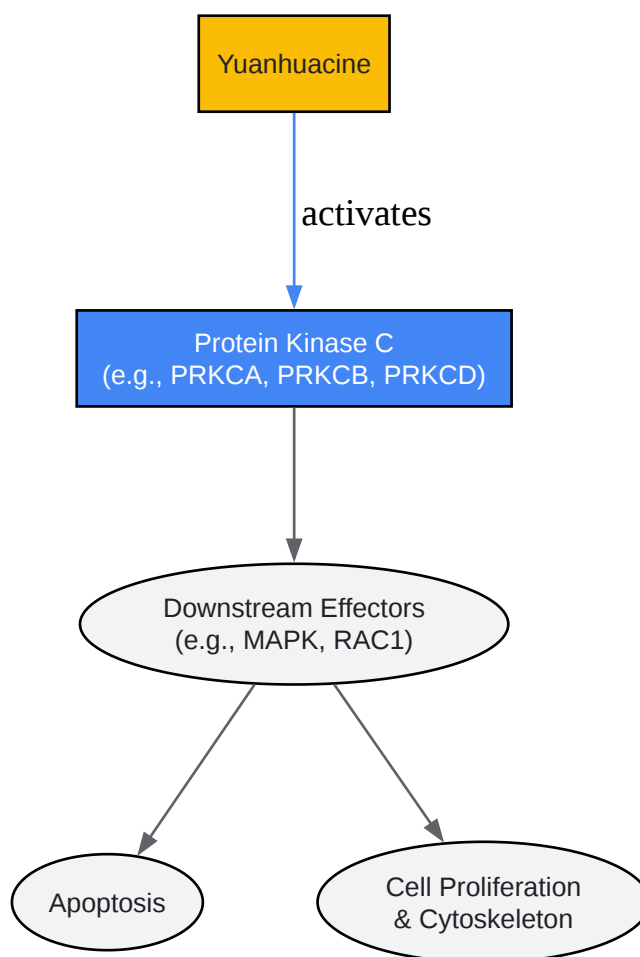 Yuanhuacine
activates
Protein Kinase C
(e.g., PRKCA, PRKCB, PRKCD)
Downstream Effectors
(e.g., MAPK, RAC1)
Apoptosis
Cell Proliferation
& Cytoskeleton